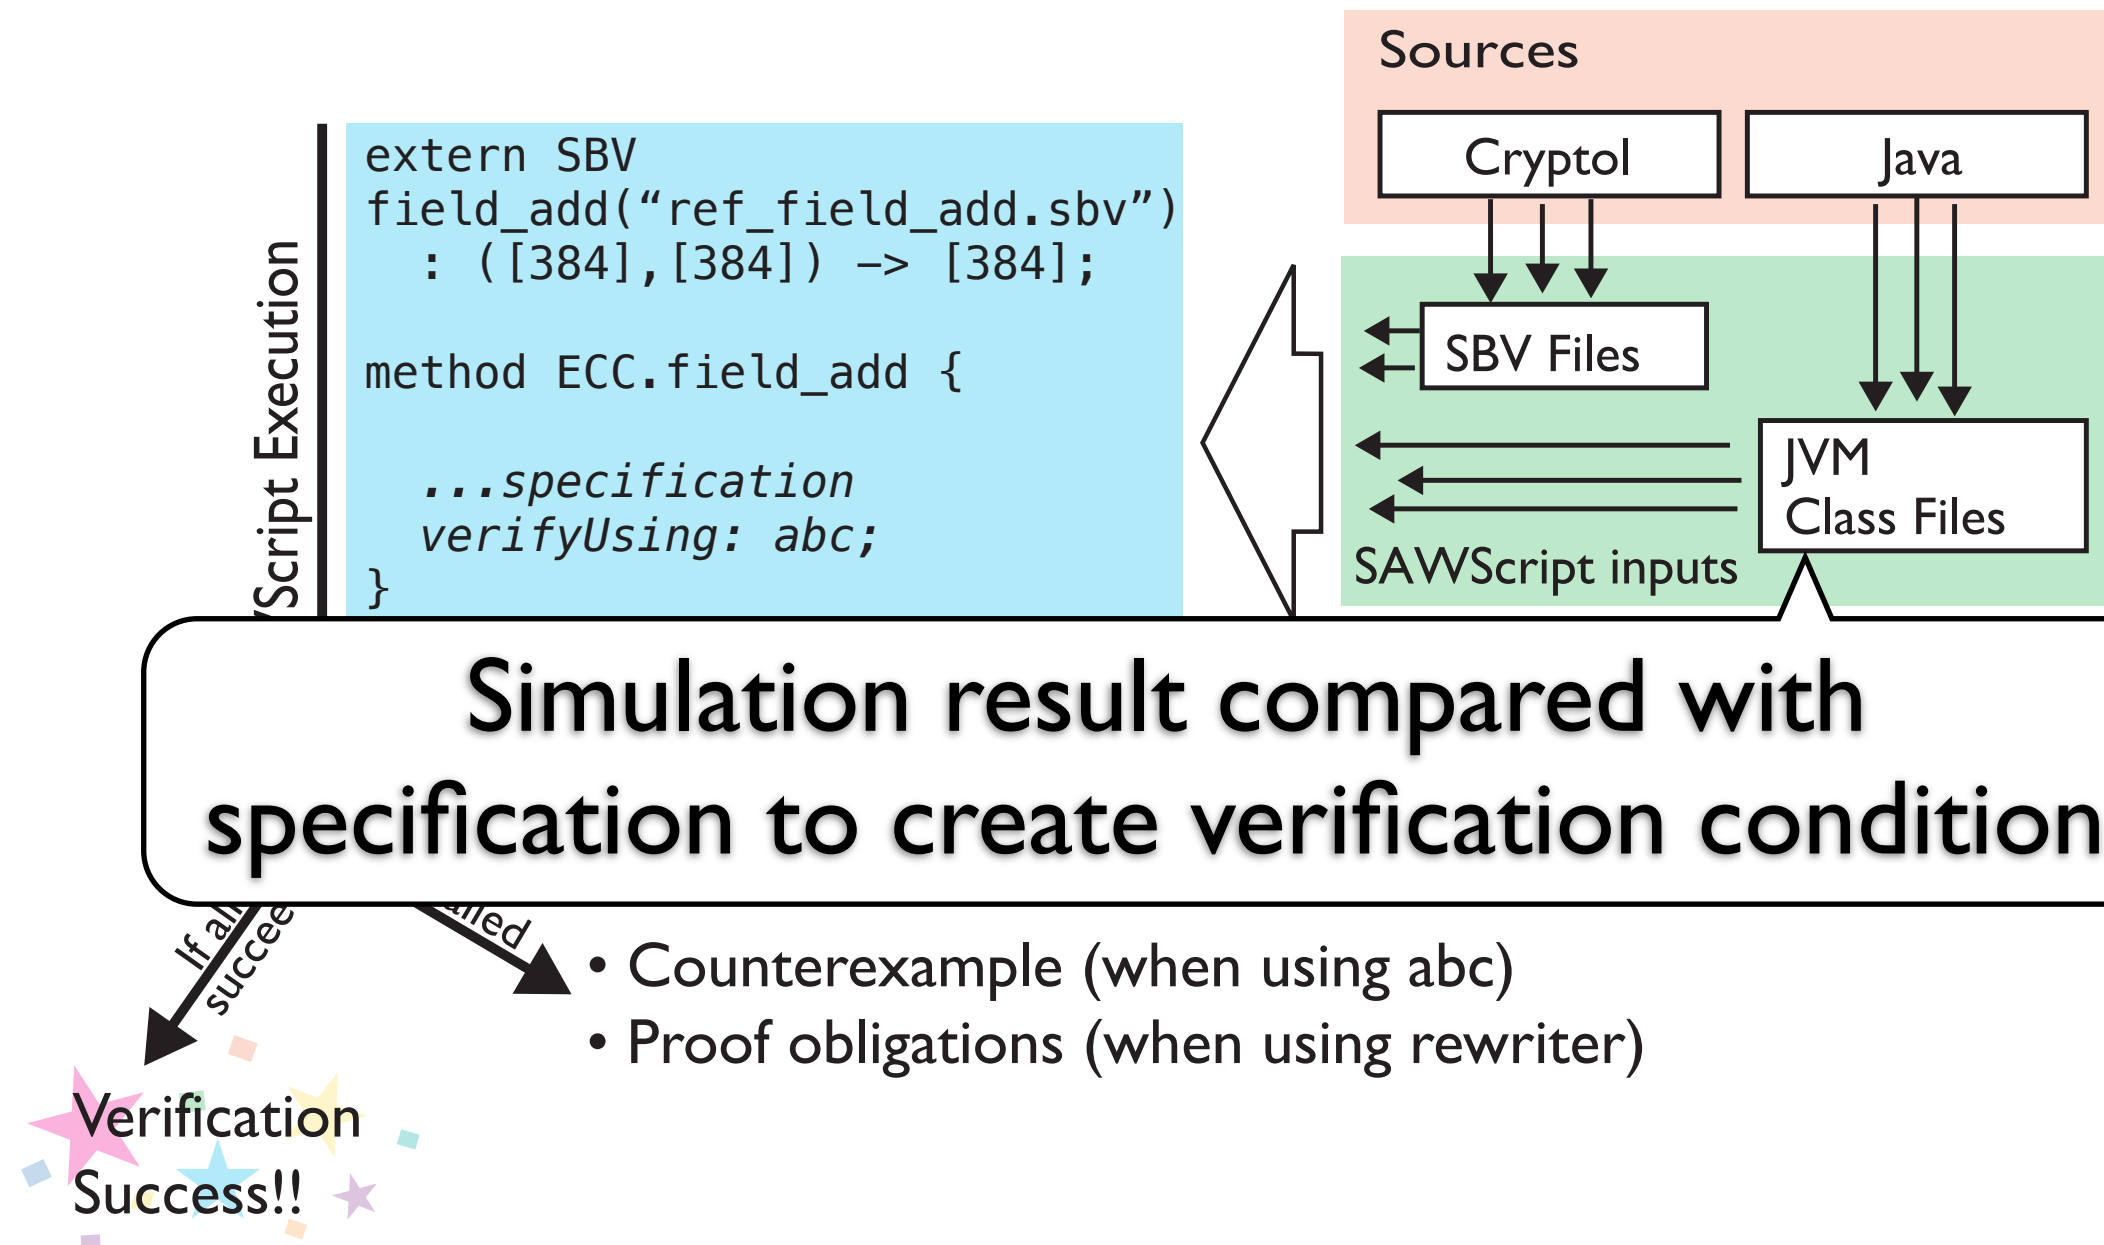 Sources
Cryptol
Java
extern SBV
field_add(“ref_field_add.sbv”)
: ([384],[384]) –> [384];
method ECC.field_add {
...specification
verifyUsing: abc;
}
Script Execution
SBV Files
JVM
Class Files
SAWScript inputs
Simulation result compared with
specification to create verification condition
If all
• Counterexample (when using abc)
• Proof obligations (when using rewriter)
Verification
Success!!